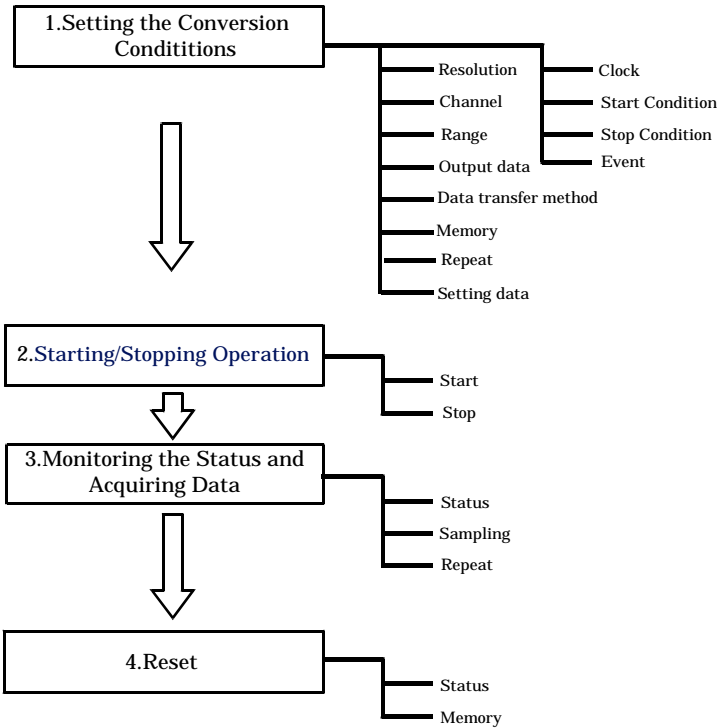 1.Setting the Conversion
Condititions
Resolution
Channel
Range
Output data
Data transfer method
Memory
Repeat
Setting data
Clock
Start Condition
Stop Condition
Event
2.Starting/Stopping Operation
Start
Stop
3.Monitoring the Status and
Acquiring Data
Status
Sampling
Repeat
4.Reset
Status
Memory